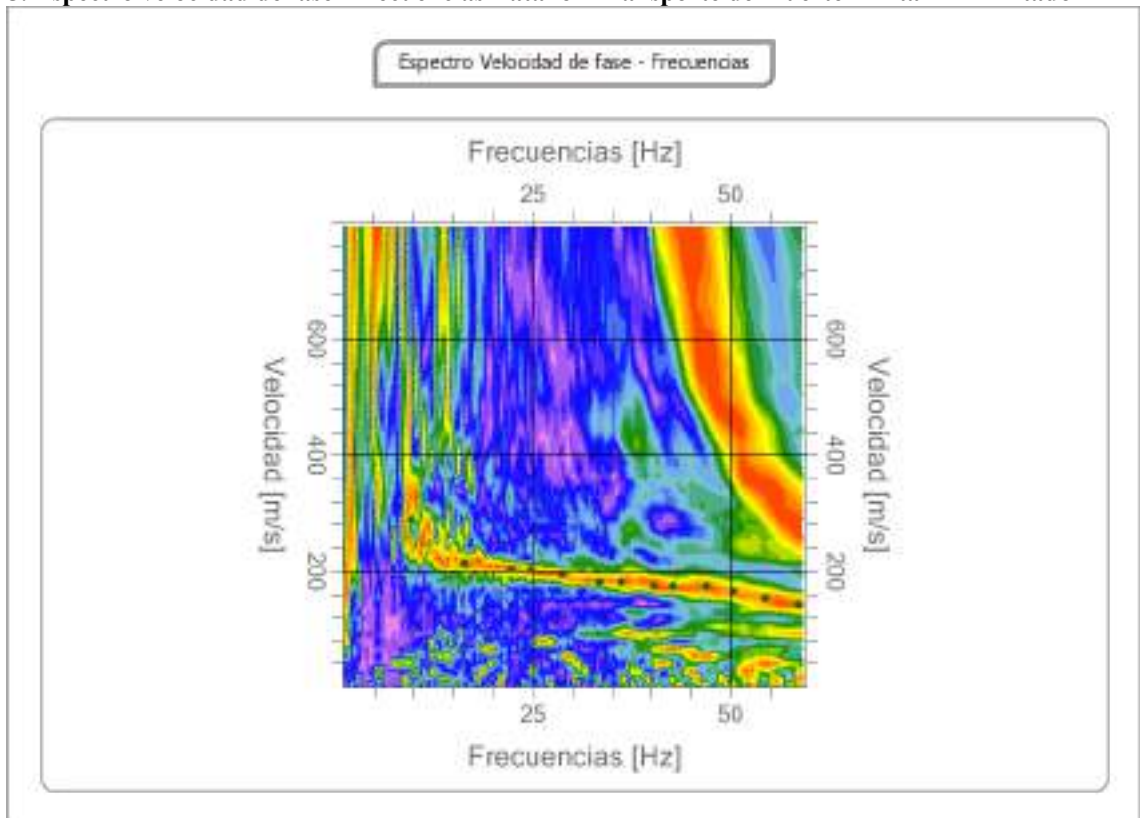 Espectro Velocidad de fase - Frecuencias
Frecuencias [Hz]
25 50
600 600
Velocidad [m/s] Velocidad [m/s]
400 400
200 200
25 50
Frecuencias [Hz]